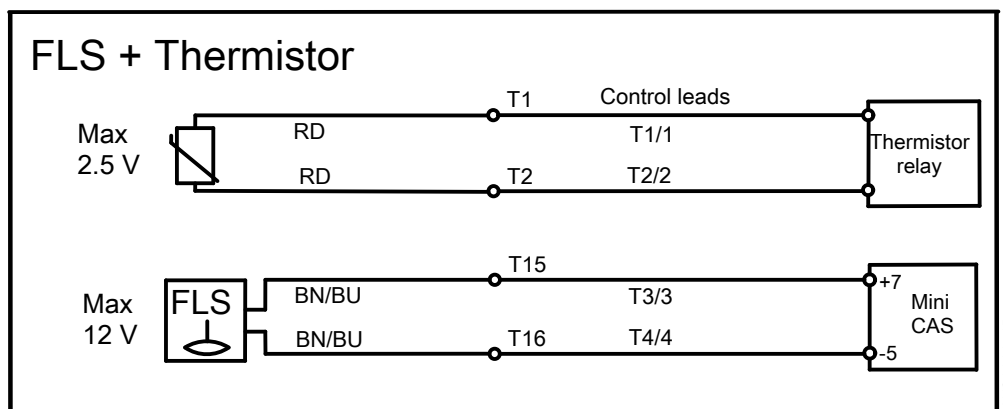 FLS + Thermistor
Max
2.5 V
RD
RD
T1
Control leads
T1/1
T2
T2/2
Thermistor
relay
Max
12 V
FLS
BN/BU
BN/BU
T15
T3/3
T16
T4/4
+7
Mini
CAS
-5